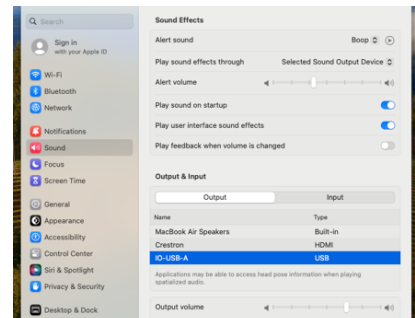 Search
Sign in
with your Apple ID
Wi-Fi
Bluetooth
Network
Notifications
Sound
Focus
Screen Time
General
Appearance
Accessibility
Control Center
Siri & Spotlight
Privacy & Security
Desktop & Dock
Sound Effects
Alert sound Boop
Play sound effects through Selected Sound Output Device
Alert volume
Play sound on startup
Play user interface sound effects
Play feedback when volume is changed
Output & Input
Output Input
Name Type
MacBook Air Speakers Built-in
Crestron HDMI
IO-USB-A USB
Applications may be able to access head pose information when playing
spatialized audio.
Output volume